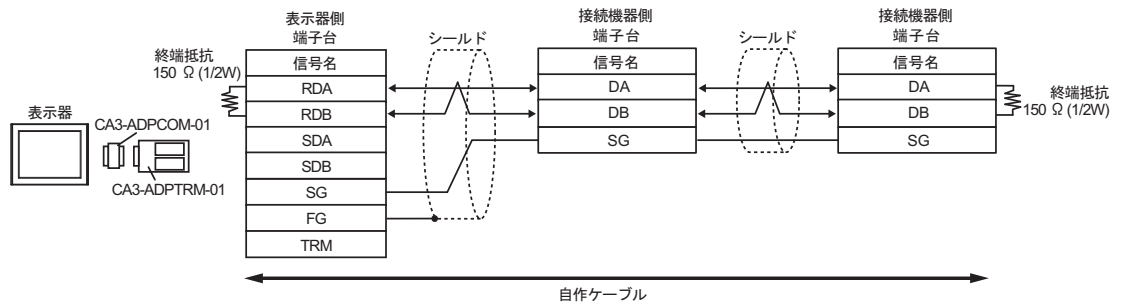 表示器
CA3-ADPCOM-01
CA3-ADPTRM-01
終端抵抗
150 Ω (1/2W)
表示器側
端子台
信号名
RDA
RDB
SDA
SDB
SG
FG
TRM
シールド
接続機器側
端子台
信号名
DA
DB
SG
シールド
接続機器側
端子台
信号名
DA
DB
SG
終端抵抗
150 Ω (1/2W)
自作ケーブル